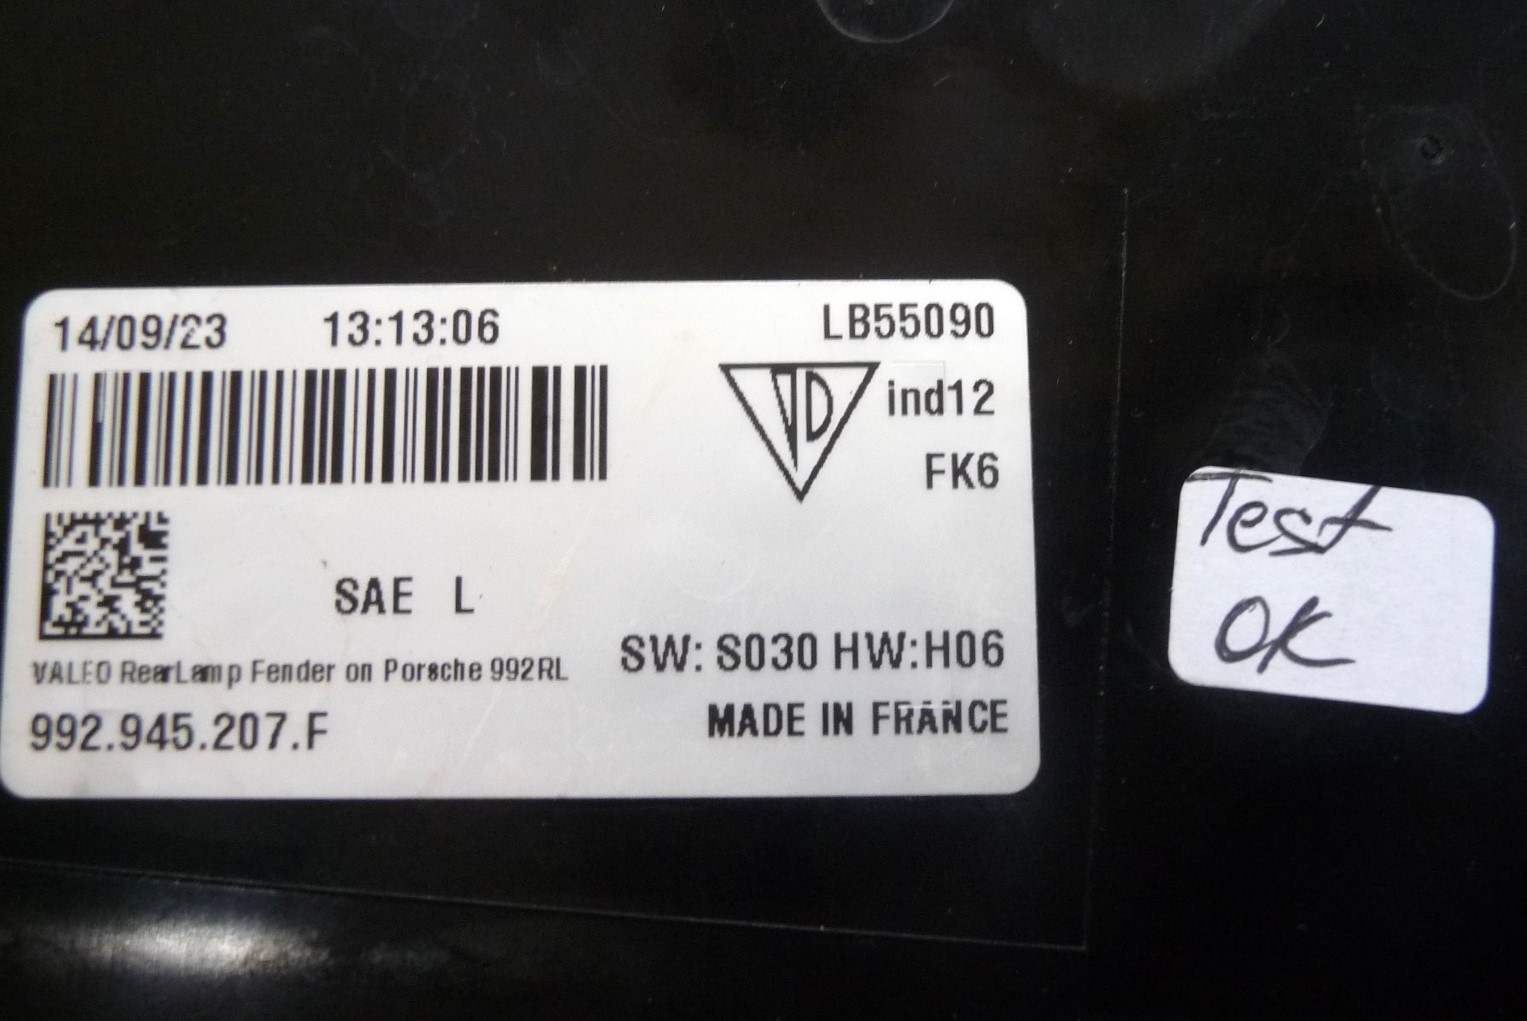 14/09/23 13:13:06 LB55090
VD ind12
FK6
SAE L
SW: S030 HW:H06
VALEO RearLamp Fender on Porsche 992RL
992.945.207.F MADE IN FRANCE
Test
OK